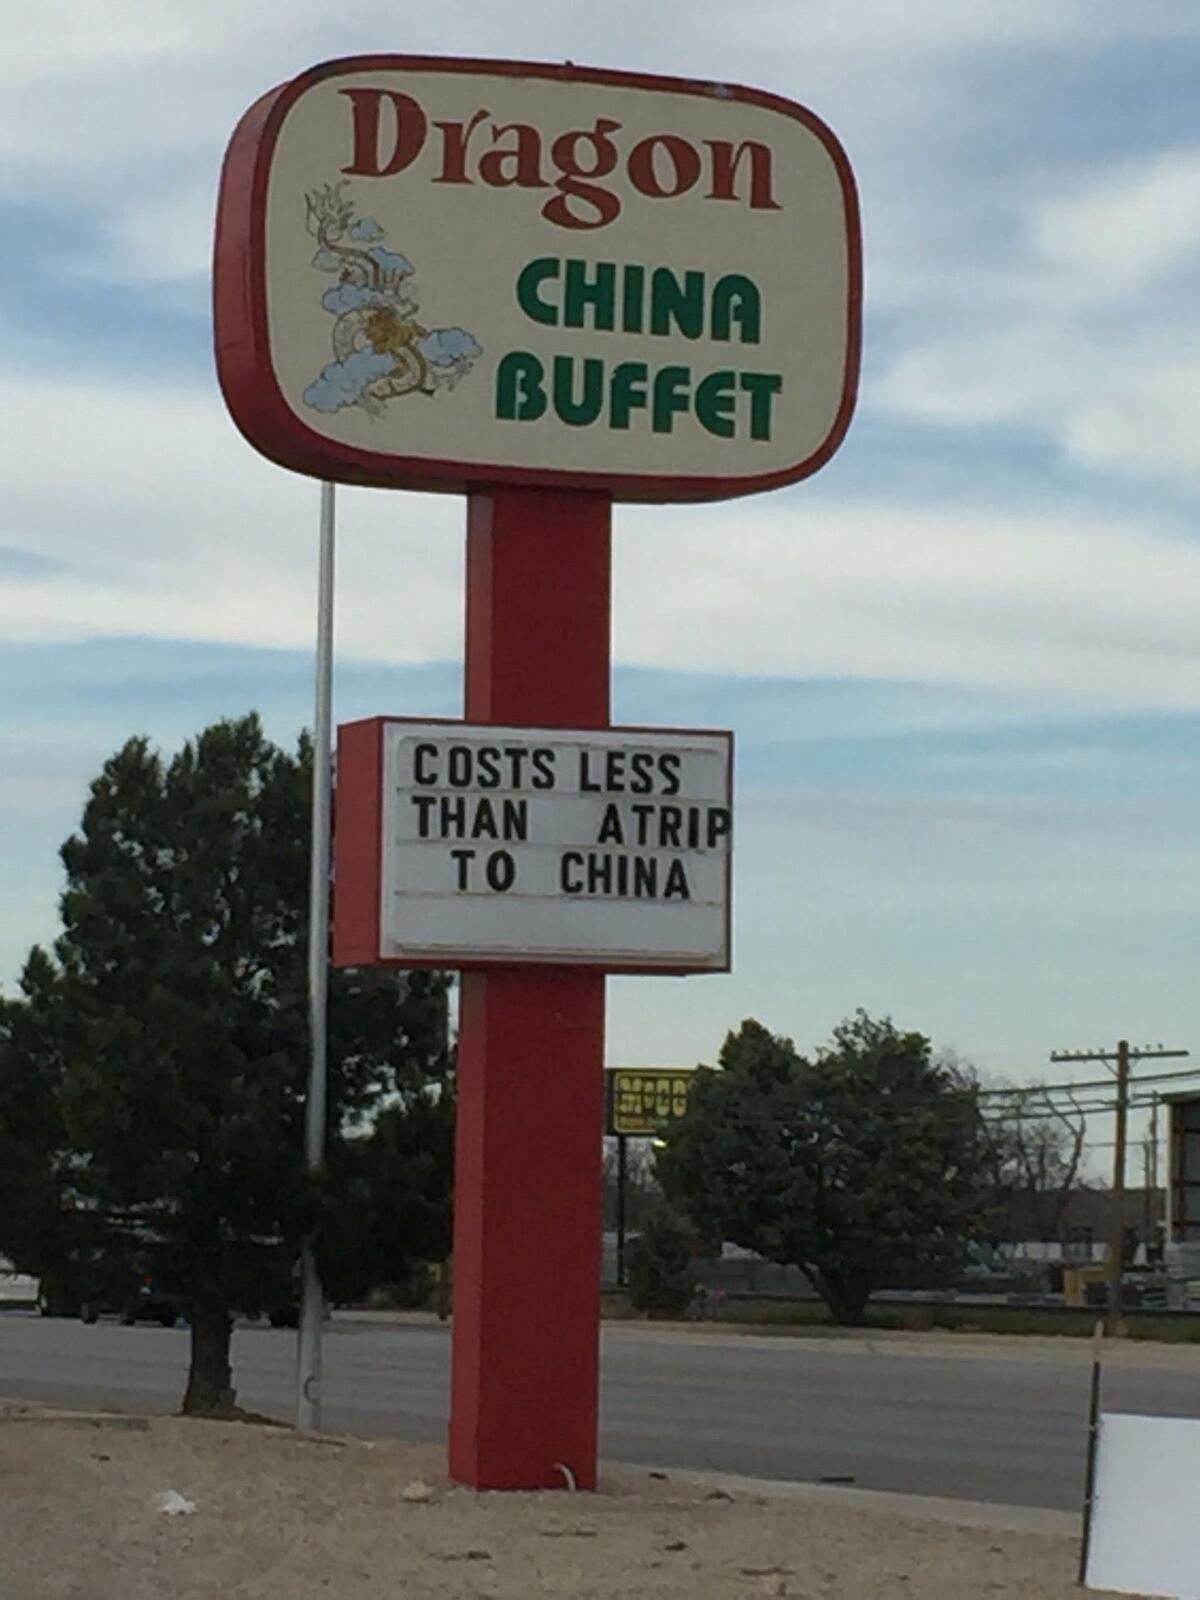 Dragon
CHINA
BUFFET
COSTS LESS
THAN ATRIP
TO CHINA